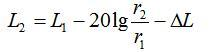 L₂ = L₁ − 20lg r₂/r₁ − ΔL